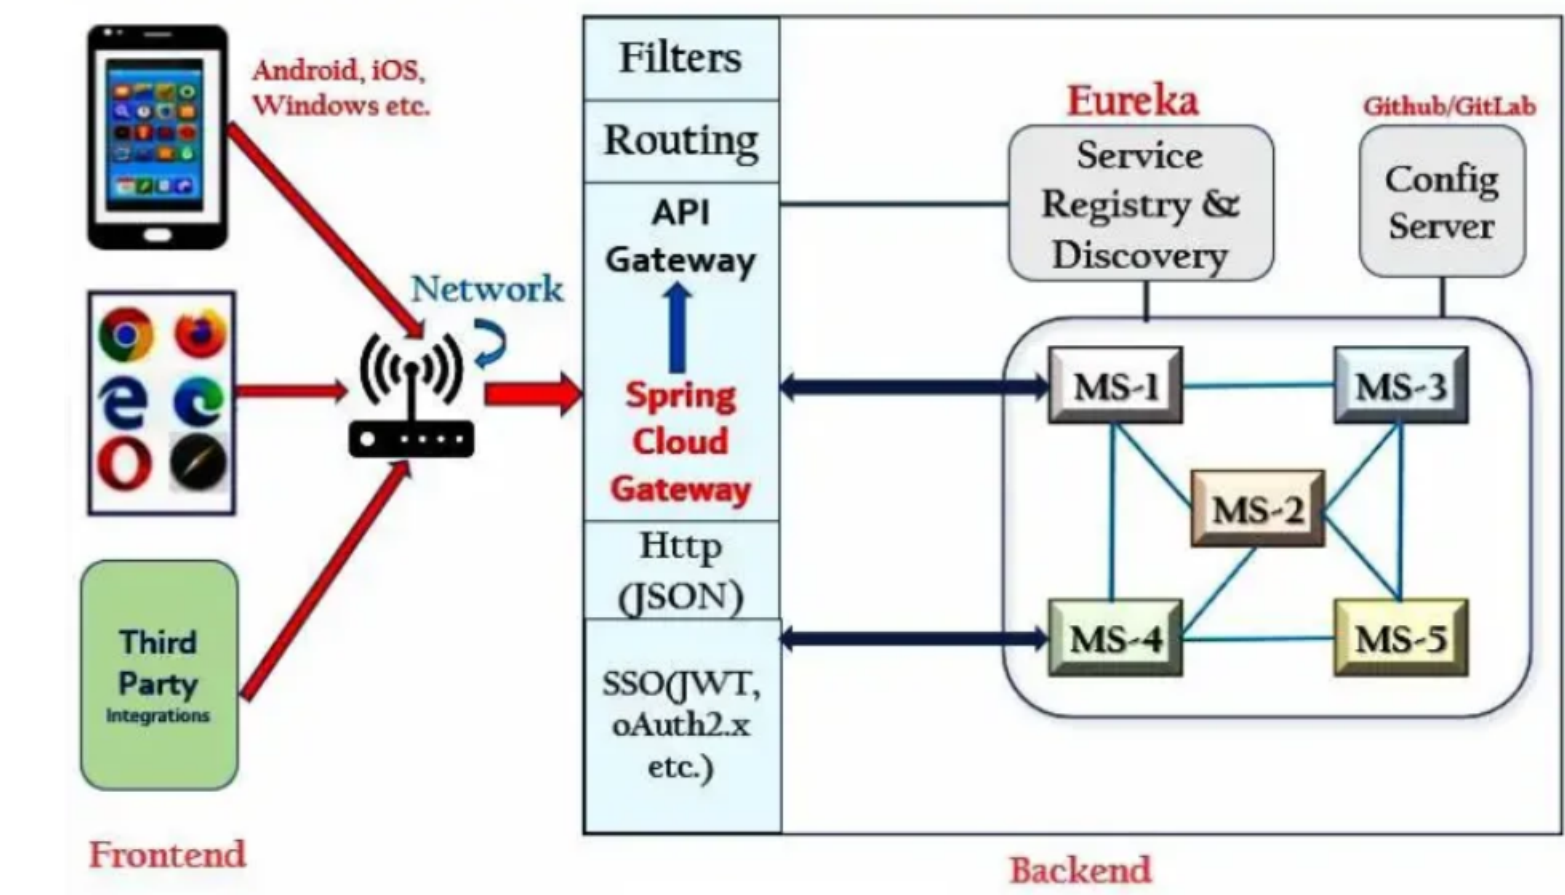 Android, iOS,
Windows etc.
Network
Third
Party
Integrations
Frontend
Filters
Routing
API
Gateway
Spring
Cloud
Gateway
Http
(JSON)
SSO(JWT,
oAuth2.x
etc.)
Eureka
Service
Registry &
Discovery
Github/GitLab
Config
Server
MS-1
MS-3
MS-2
MS-4
MS-5
Backend